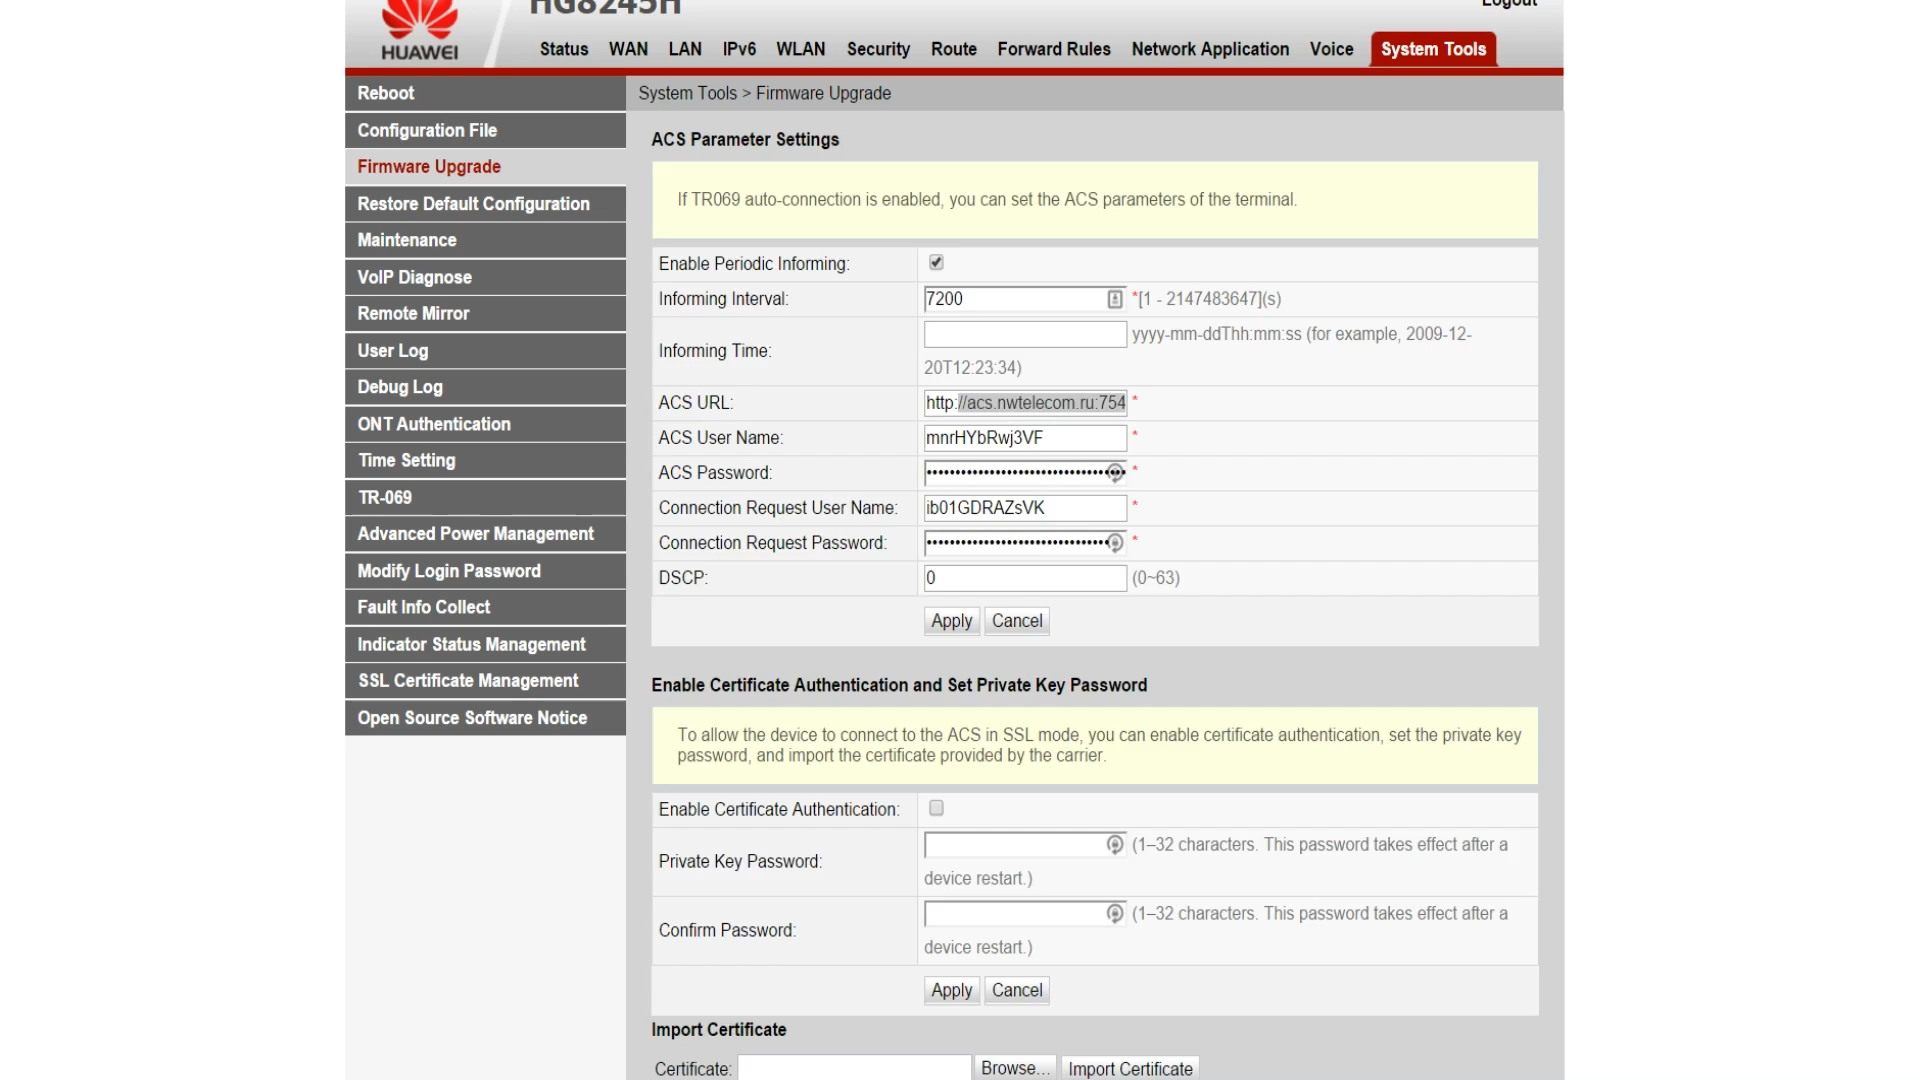 HG8245H
Logout
HUAWEI
Status WAN LAN IPv6 WLAN Security Route Forward Rules Network Application Voice System Tools
Reboot
Configuration File
Firmware Upgrade
Restore Default Configuration
Maintenance
VoIP Diagnose
Remote Mirror
User Log
Debug Log
ONT Authentication
Time Setting
TR-069
Advanced Power Management
Modify Login Password
Fault Info Collect
Indicator Status Management
SSL Certificate Management
Open Source Software Notice
System Tools > Firmware Upgrade
ACS Parameter Settings
If TR069 auto-connection is enabled, you can set the ACS parameters of the terminal.
Enable Periodic Informing:
Informing Interval: 7200 *[1 - 2147483647](s)
Informing Time: yyyy-mm-ddThh:mm:ss (for example, 2009-12-
20T12:23:34)
ACS URL: http://acs.nwtelecom.ru:754 *
ACS User Name: mnrHYbRwj3VF *
ACS Password: *
Connection Request User Name: ib01GDRAZsVK *
Connection Request Password: *
DSCP: 0 (0~63)
Apply Cancel
Enable Certificate Authentication and Set Private Key Password
To allow the device to connect to the ACS in SSL mode, you can enable certificate authentication, set the private key
password, and import the certificate provided by the carrier.
Enable Certificate Authentication:
Private Key Password: (1–32 characters. This password takes effect after a
device restart.)
Confirm Password: (1–32 characters. This password takes effect after a
device restart.)
Apply Cancel
Import Certificate
Certificate: Browse... Import Certificate